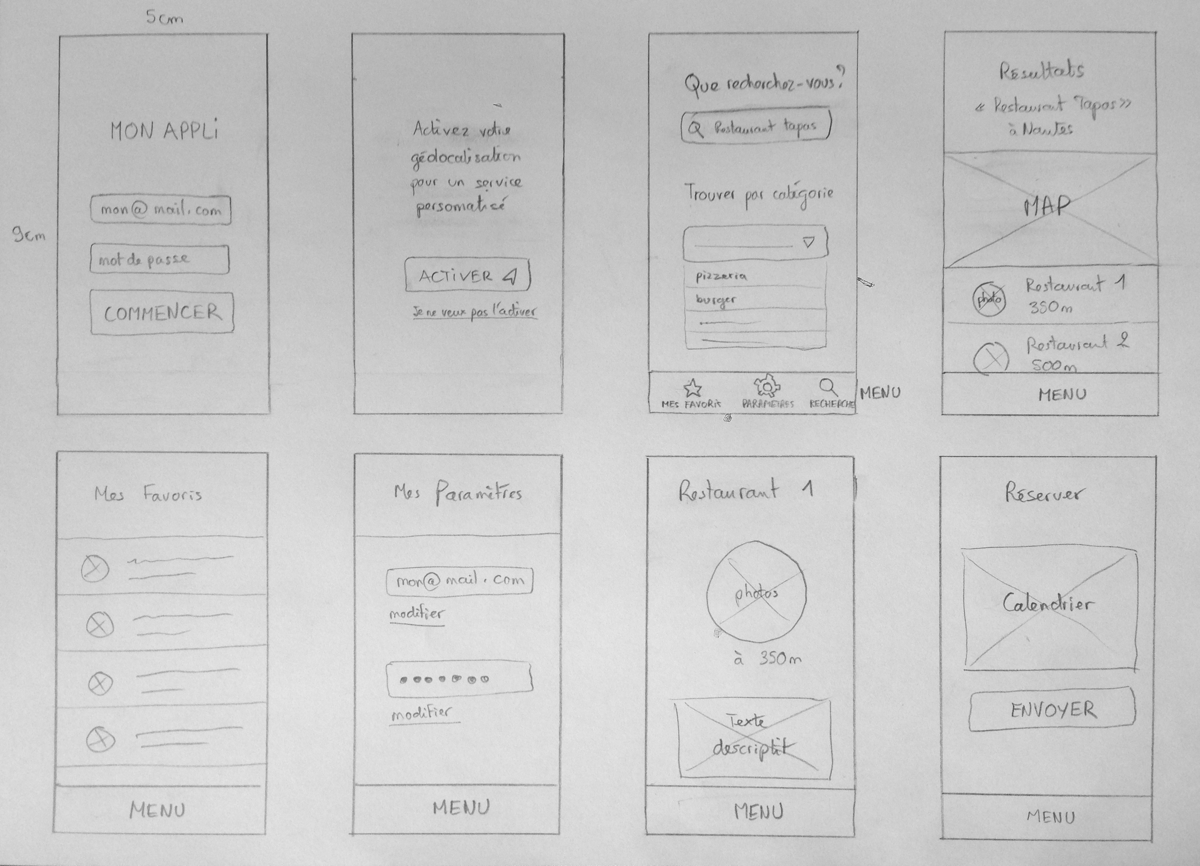 5cm
9cm
MON APPLI
mon@mail.com
mot de passe
COMMENCER
Activez votre
géolocalisation
pour un service
personnalisé
ACTIVER
Je ne veux pas l'activer
Que recherchez-vous?
Restaurant tapas
Trouver par catégorie
pizzeria
burger
MES FAVORIS
PARAMETRES
RECHERCHE
MENU
Résultats
« Restaurant Tapas »
à Nantes
MAP
photo
Restaurant 1
350m
Restaurant 2
500m
MENU
Mes Favoris
MENU
Mes Paramètres
mon@mail.com
modifier
modifier
MENU
Restaurant 1
photos
à 350m
Texte
descriptif
MENU
Réserver
Calendrier
ENVOYER
MENU